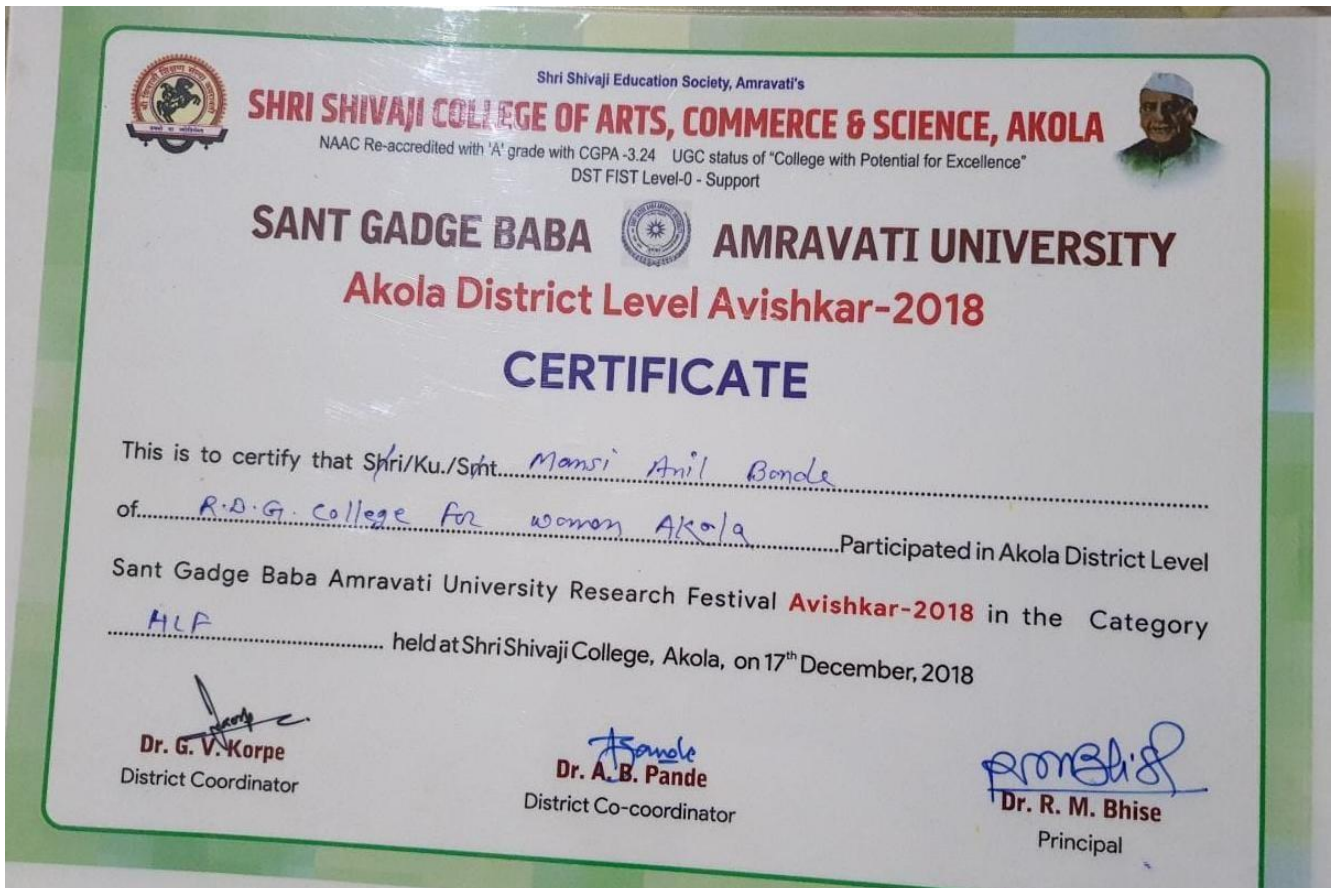 Shri Shivaji Education Society, Amravati's
SHRI SHIVAJI COLLEGE OF ARTS, COMMERCE & SCIENCE, AKOLA
NAAC Re-accredited with 'A' grade with CGPA -3.24 UGC status of "College with Potential for Excellence"
DST FIST Level-0 - Support
SANT GADGE BABA AMRAVATI UNIVERSITY
Akola District Level Avishkar-2018
CERTIFICATE
This is to certify that Shri/Ku./Smt. Mansi Anil Bonde
of R.D.G. College for women Akola Participated in Akola District Level
Sant Gadge Baba Amravati University Research Festival Avishkar-2018 in the Category
HLF held at Shri Shivaji College, Akola, on 17th December, 2018
Dr. G. V. Korpe
District Coordinator
Dr. A. B. Pande
District Co-coordinator
Dr. R. M. Bhise
Principal